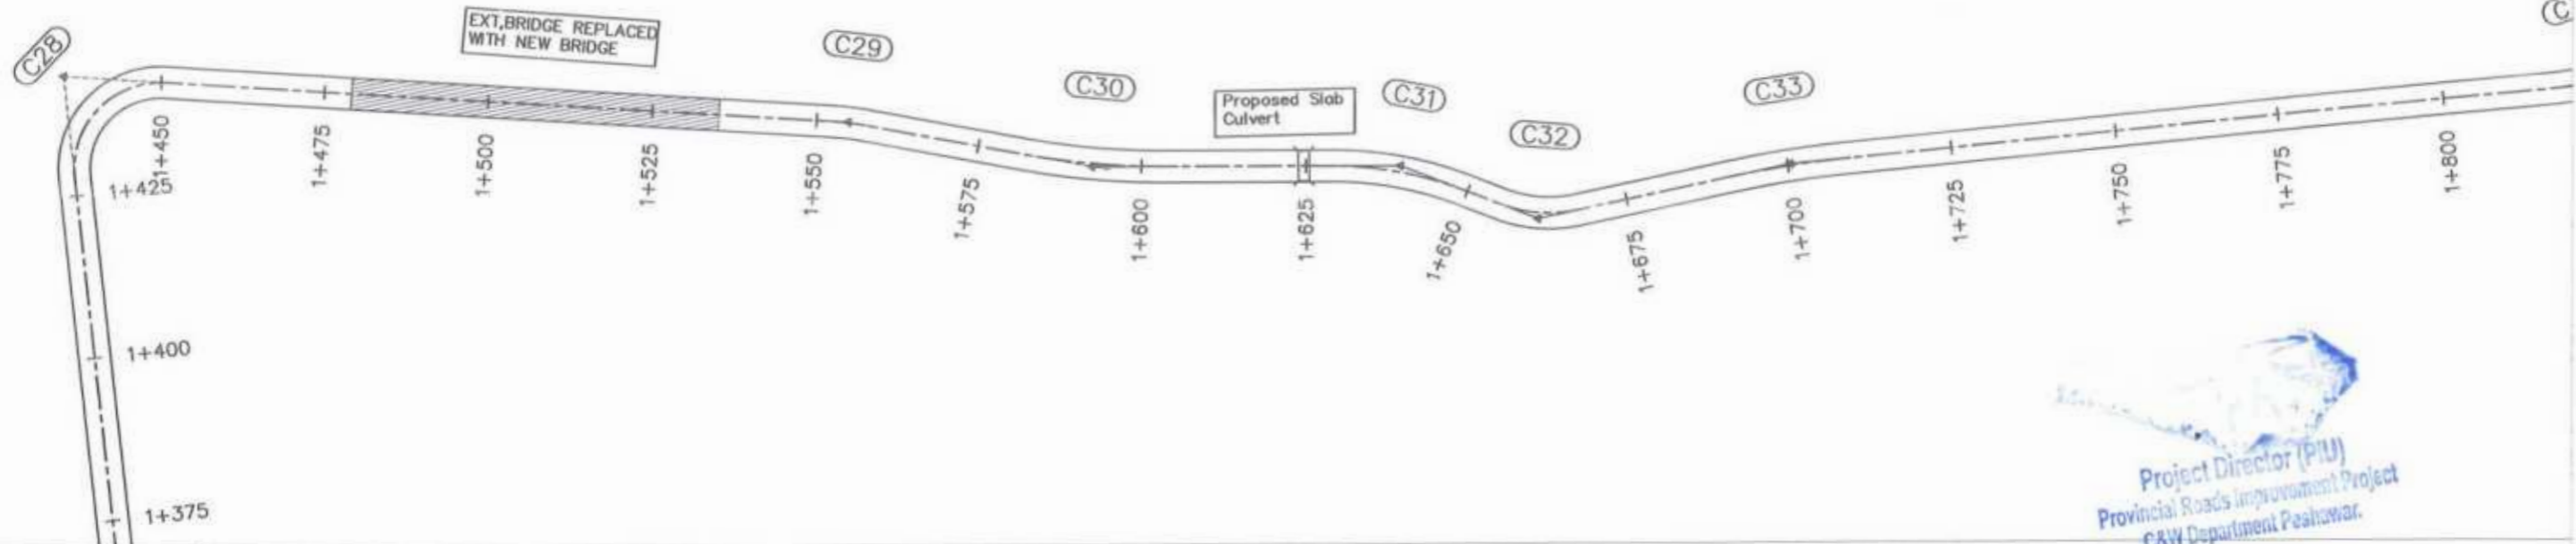 C28
EXT,BRIDGE REPLACED
WITH NEW BRIDGE
C29
C30
Proposed Slab
Culvert
C31
C32
C33
C
1+450
1+475
1+500
1+525
1+550
1+575
1+600
1+625
1+650
1+675
1+700
1+725
1+750
1+775
1+800
1+425
1+400
1+375
Project Director (PIU)
Provincial Roads Improvement Project
C&W Department Peshawar.